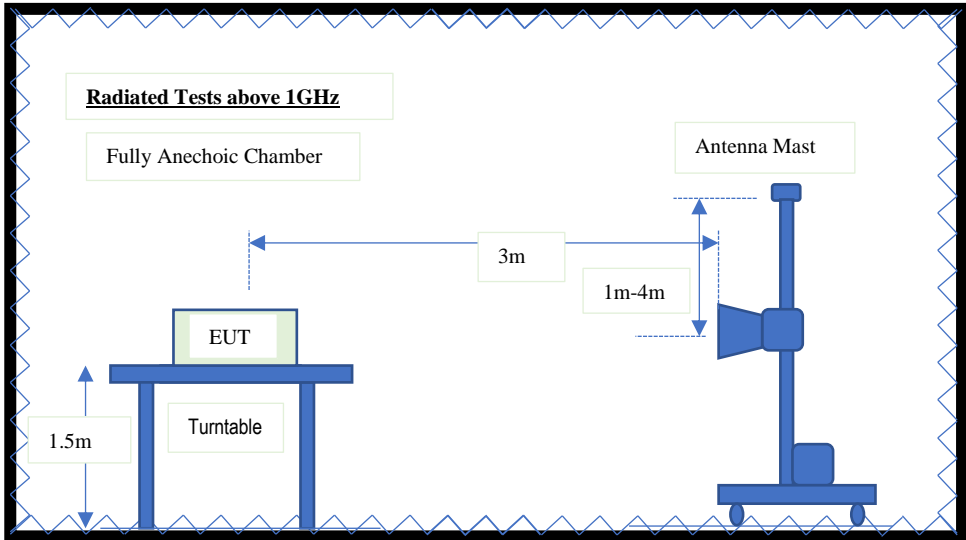 Radiated Tests above 1GHz
Fully Anechoic Chamber
Antenna Mast
3m
1m-4m
EUT
Turntable
1.5m